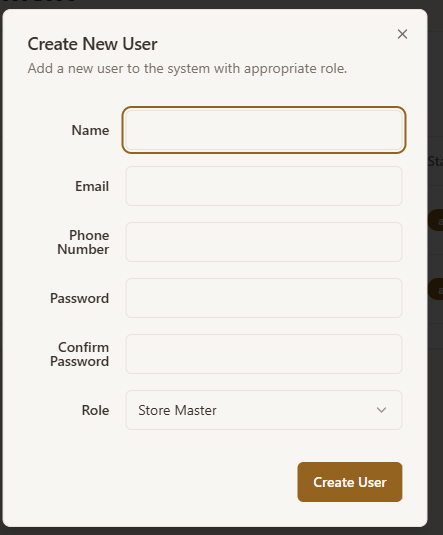 Create New User
Add a new user to the system with appropriate role.
Name
Email
Phone
Number
Password
Confirm
Password
Role
Store Master
Create User